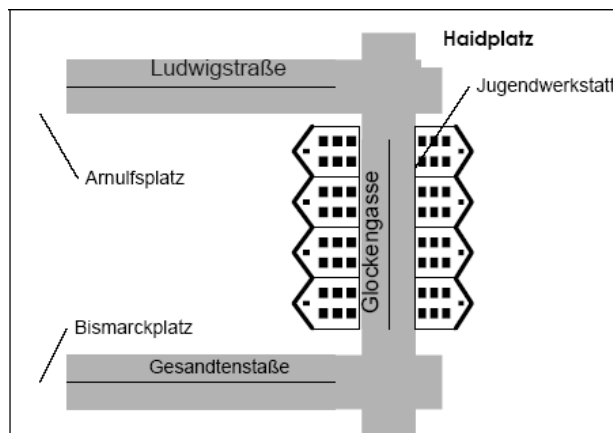 Haidplatz
Ludwigstraße
Jugendwerkstatt
Arnulfsplatz
Glockengasse
Bismarckplatz
Gesandtenstaße